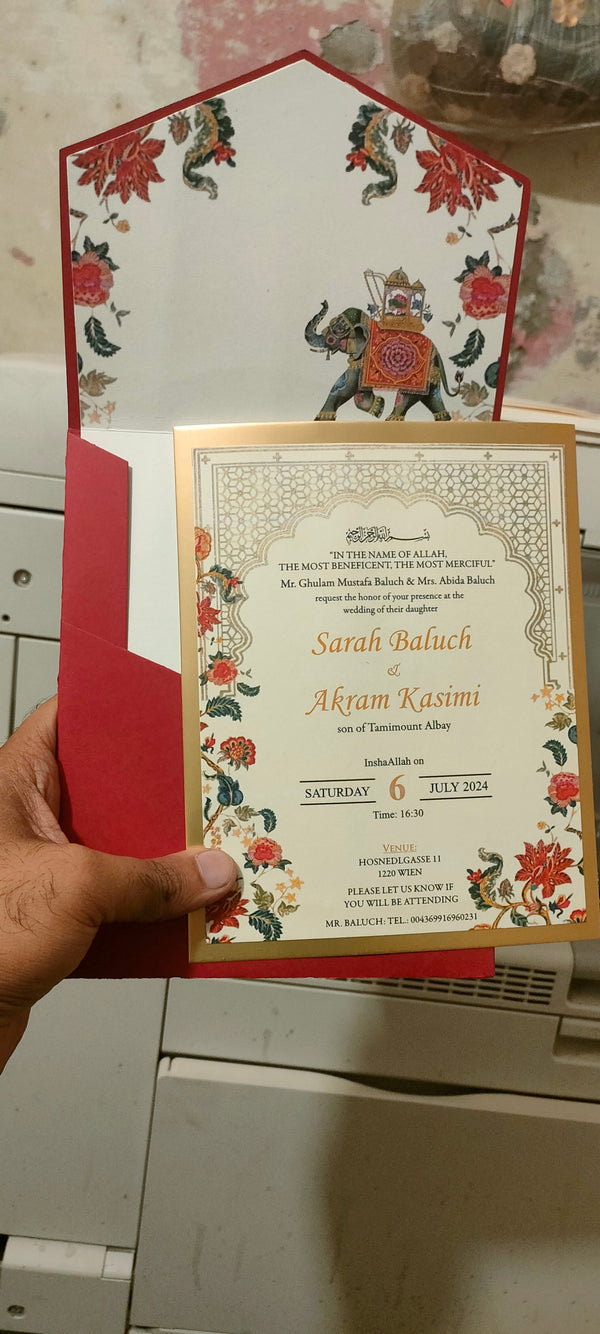 بسم الله الرحمن الرحيم
"IN THE NAME OF ALLAH,
THE MOST BENEFICENT, THE MOST MERCIFUL"
Mr. Ghulam Mustafa Baluch & Mrs. Abida Baluch
request the honor of your presence at the
wedding of their daughter
Sarah Baluch
&
Akram Kasimi
son of Tamimount Albay
InshaAllah on
SATURDAY 6 JULY 2024
Time: 16:30
VENUE:
HOSNEDLGASSE 11
1220 WIEN
PLEASE LET US KNOW IF
YOU WILL BE ATTENDING
MR. BALUCH: TEL.: 004369916960231